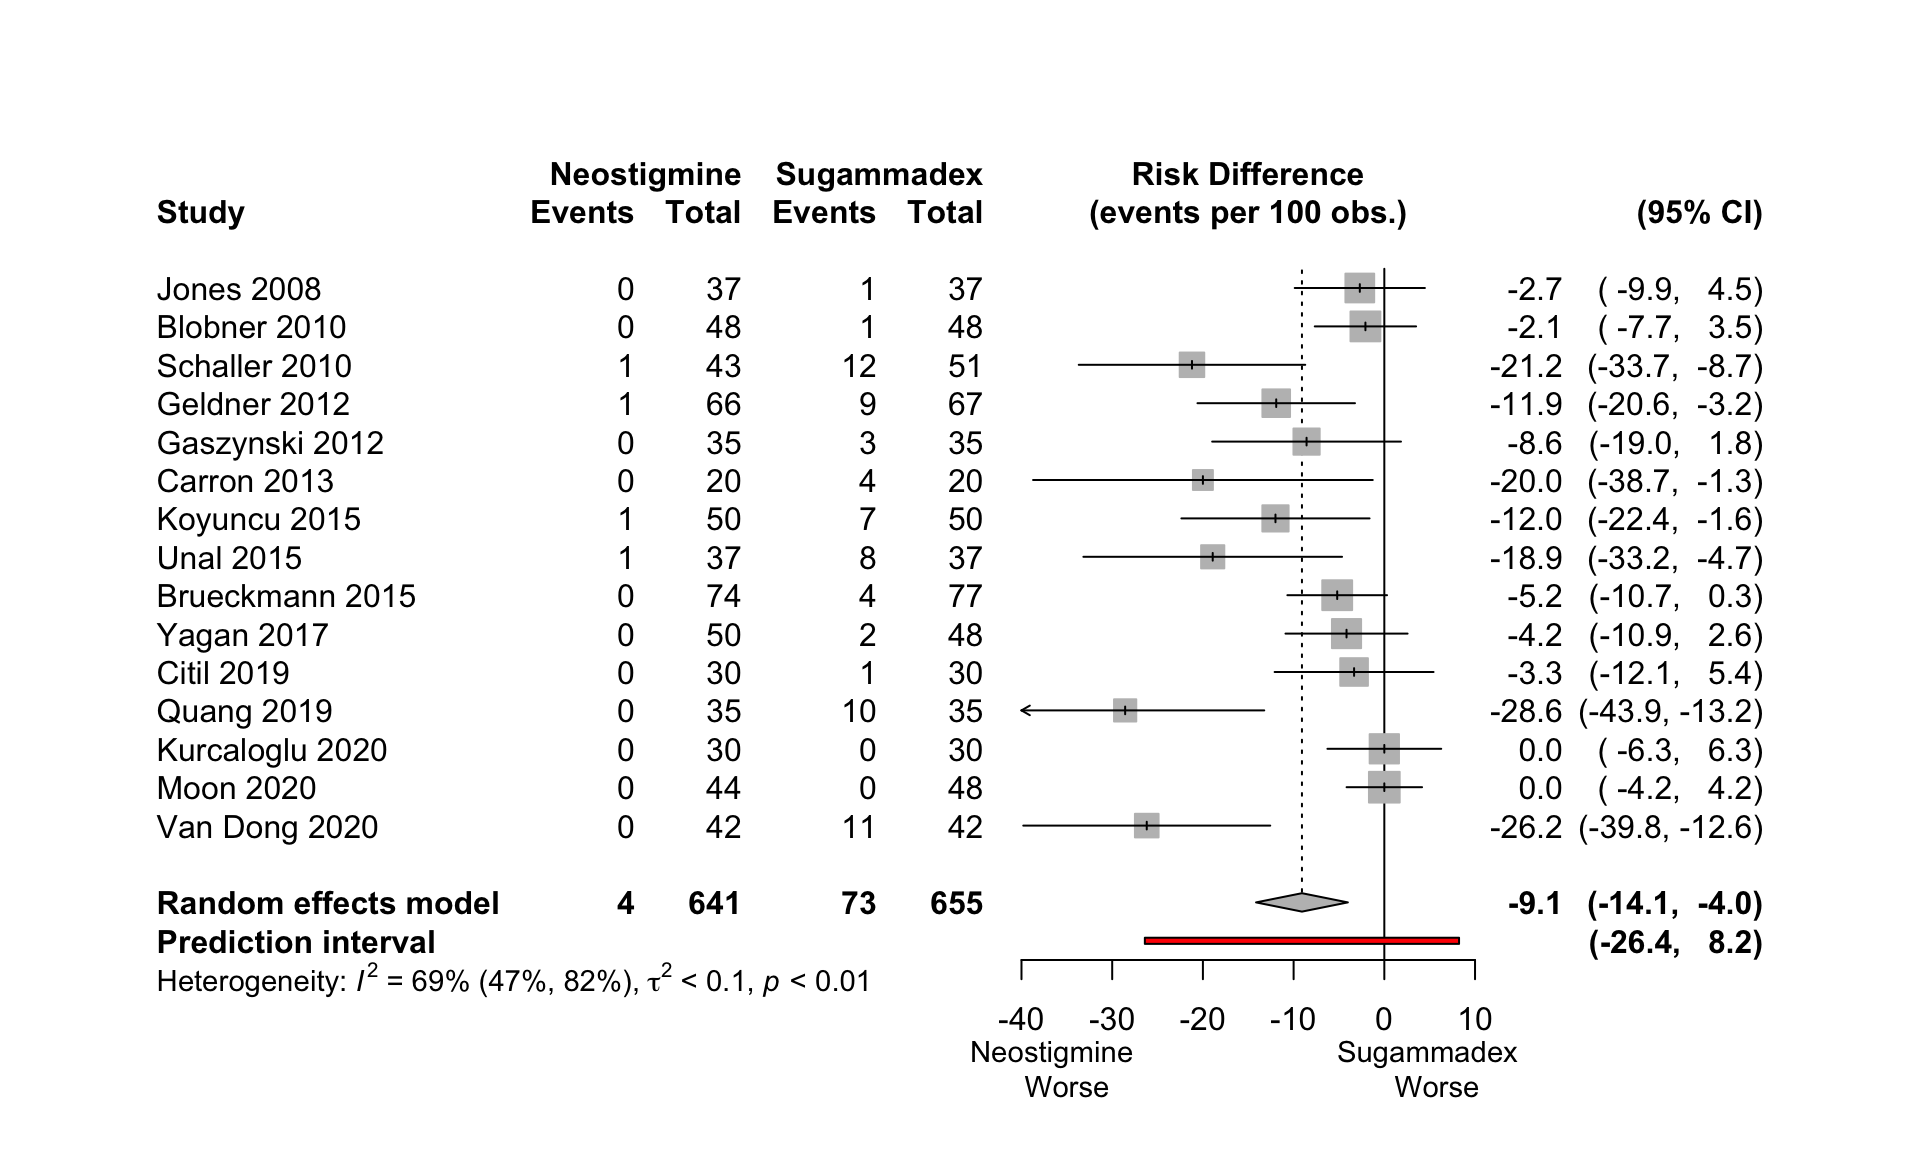 Neostigmine Sugammadex Risk Difference
Study Events Total Events Total (events per 100 obs.) (95% CI)
Jones 2008 0 37 1 37 -2.7 ( -9.9, 4.5)
Blobner 2010 0 48 1 48 -2.1 ( -7.7, 3.5)
Schaller 2010 1 43 12 51 -21.2 (-33.7, -8.7)
Geldner 2012 1 66 9 67 -11.9 (-20.6, -3.2)
Gaszynski 2012 0 35 3 35 -8.6 (-19.0, 1.8)
Carron 2013 0 20 4 20 -20.0 (-38.7, -1.3)
Koyuncu 2015 1 50 7 50 -12.0 (-22.4, -1.6)
Unal 2015 1 37 8 37 -18.9 (-33.2, -4.7)
Brueckmann 2015 0 74 4 77 -5.2 (-10.7, 0.3)
Yagan 2017 0 50 2 48 -4.2 (-10.9, 2.6)
Citil 2019 0 30 1 30 -3.3 (-12.1, 5.4)
Quang 2019 0 35 10 35 -28.6 (-43.9, -13.2)
Kurcaloglu 2020 0 30 0 30 0.0 ( -6.3, 6.3)
Moon 2020 0 44 0 48 0.0 ( -4.2, 4.2)
Van Dong 2020 0 42 11 42 -26.2 (-39.8, -12.6)
Random effects model 4 641 73 655 -9.1 (-14.1, -4.0)
Prediction interval (-26.4, 8.2)
Heterogeneity: I² = 69% (47%, 82%), τ² < 0.1, p < 0.01
-40 -30 -20 -10 0 10
Neostigmine Sugammadex
Worse Worse